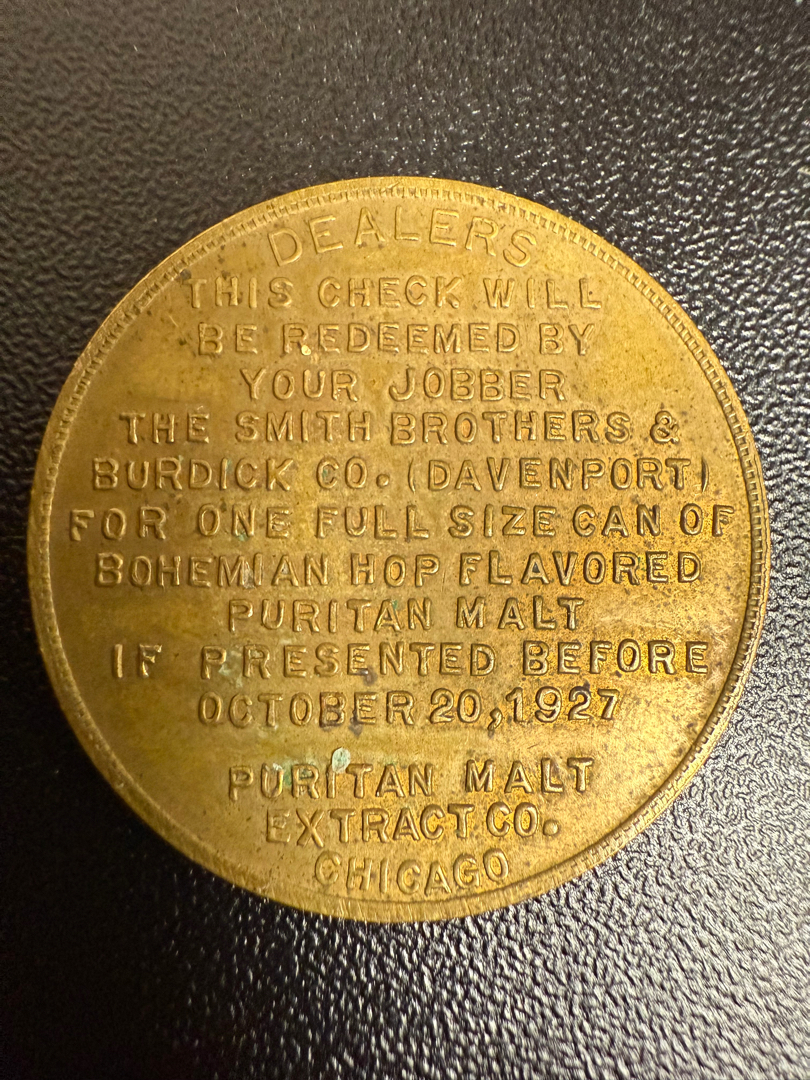 DEALERS
THIS CHECK WILL
BE REDEEMED BY
YOUR JOBBER
THE SMITH BROTHERS &
BURDICK CO. (DAVENPORT)
FOR ONE FULL SIZE CAN OF
BOHEMIAN HOP FLAVORED
PURITAN MALT
IF PRESENTED BEFORE
OCTOBER 20, 1927
PURITAN MALT
EXTRACT CO.
CHICAGO